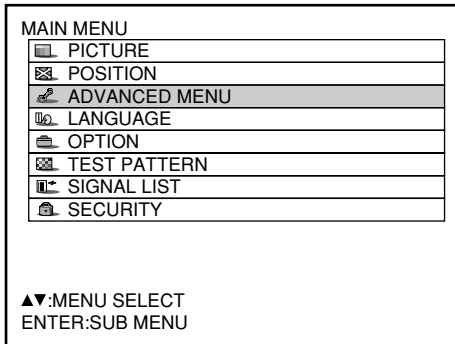 MAIN MENU
PICTURE
POSITION
ADVANCED MENU
LANGUAGE
OPTION
TEST PATTERN
SIGNAL LIST
SECURITY
▲▼:MENU SELECT
ENTER:SUB MENU